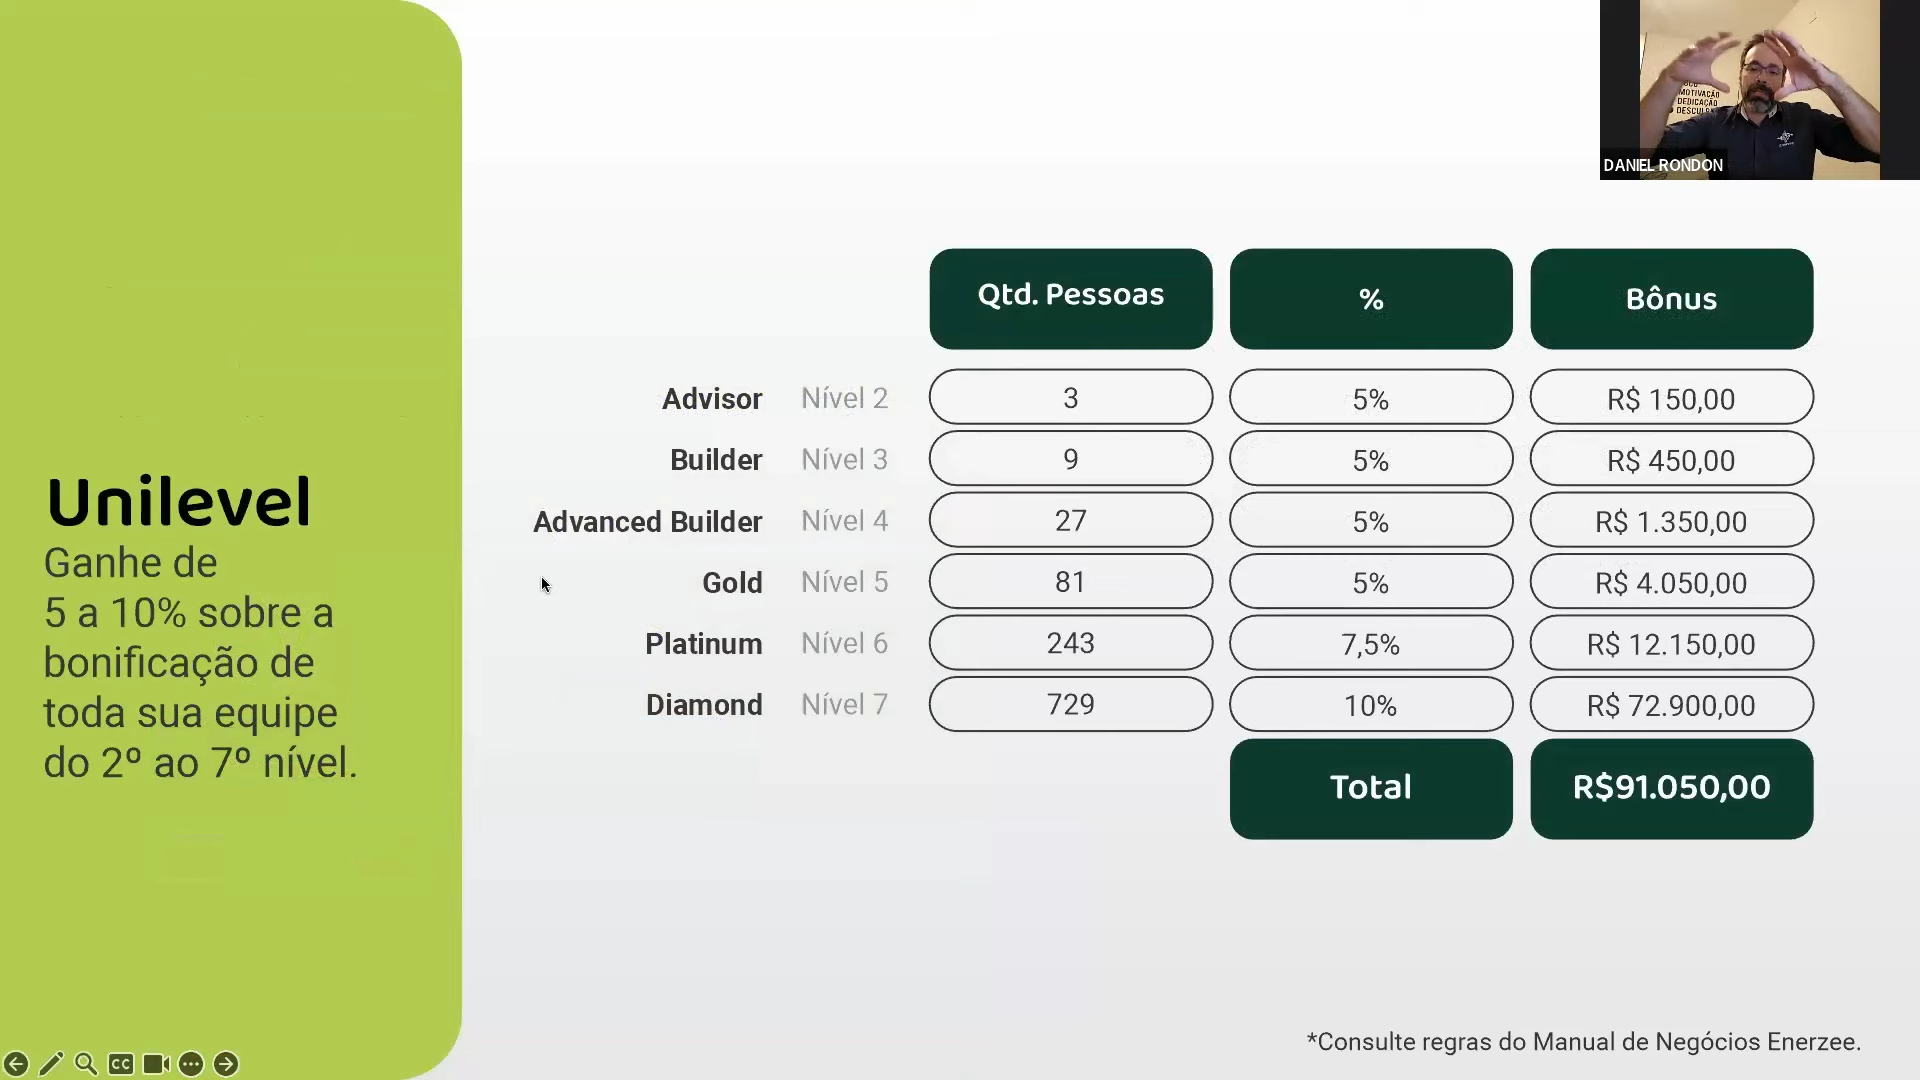 MOTIVAÇÃO
DEDICAÇÃO
DANIEL RONDON
Unilevel
Ganhe de
5 a 10% sobre a
bonificação de
toda sua equipe
do 2º ao 7º nível.
Qtd. Pessoas % Bônus
Advisor Nível 2 3 5% R$ 150,00
Builder Nível 3 9 5% R$ 450,00
Advanced Builder Nível 4 27 5% R$ 1.350,00
Gold Nível 5 81 5% R$ 4.050,00
Platinum Nível 6 243 7,5% R$ 12.150,00
Diamond Nível 7 729 10% R$ 72.900,00
Total R$91.050,00
*Consulte regras do Manual de Negócios Enerzee.
CC